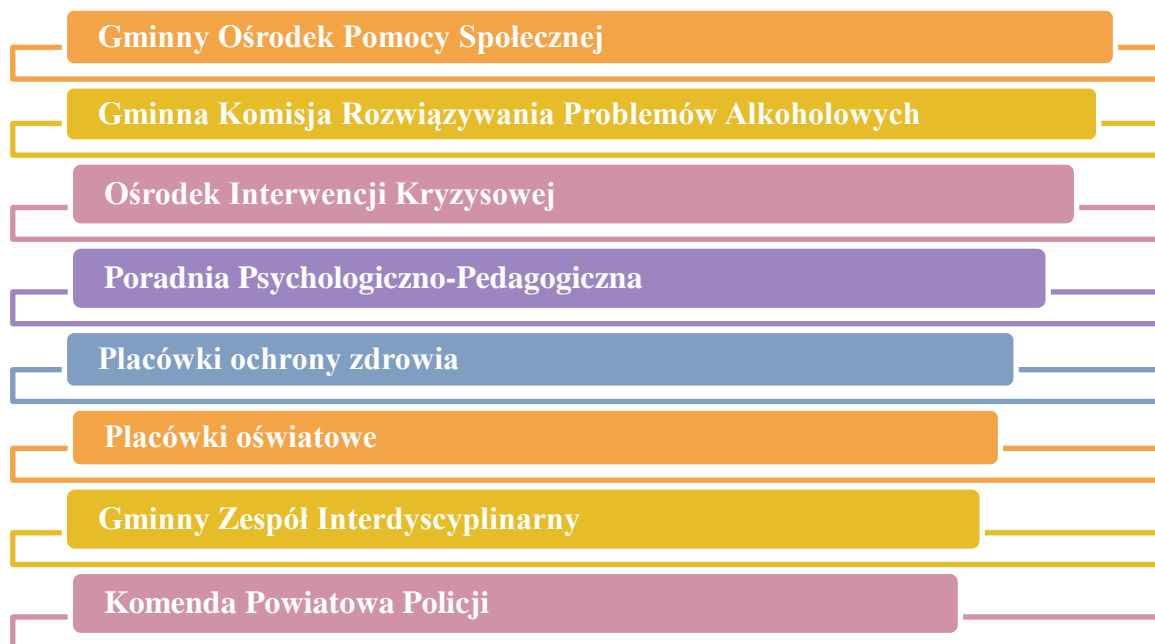 Gminny Ośrodek Pomocy Społecznej
Gminna Komisja Rozwiązywania Problemów Alkoholowych
Ośrodek Interwencji Kryzysowej
Poradnia Psychologiczno-Pedagogiczna
Placówki ochrony zdrowia
Placówki oświatowe
Gminny Zespół Interdyscyplinarny
Komenda Powiatowa Policji